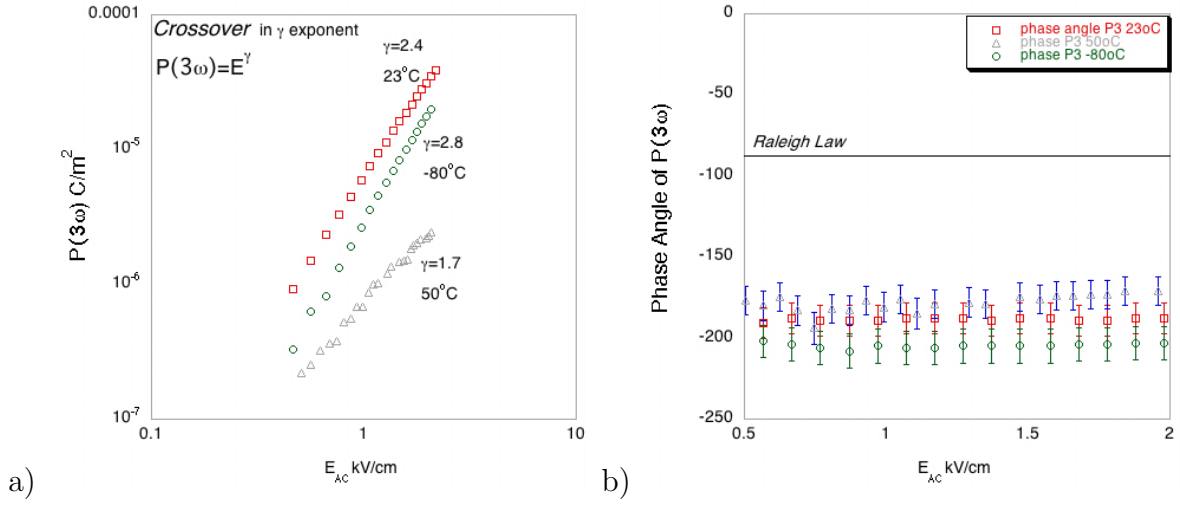 0.0001
Crossover in γ exponent
P(3ω)=E^γ
γ=2.4
23°C
γ=2.8
-80°C
γ=1.7
50°C
10^-5
10^-6
10^-7
0.1
1
10
P(3ω) C/m²
E_AC kV/cm
a)
0
-50
-100
-150
-200
-250
0.5
1
1.5
2
phase angle P3 23oC
phase P3 50oC
phase P3 -80oC
Raleigh Law
Phase Angle of P(3ω)
E_AC kV/cm
b)